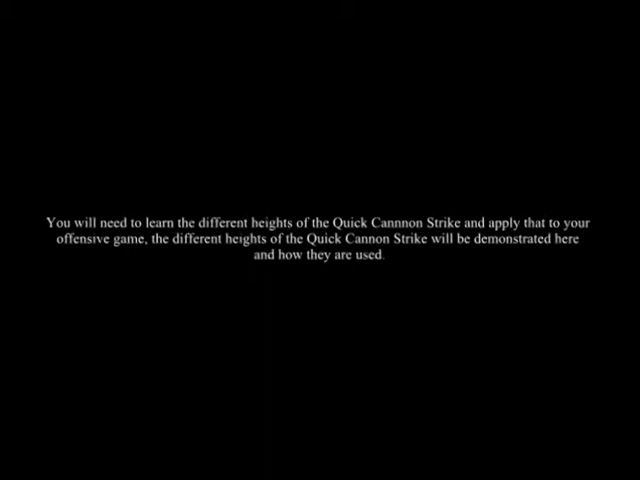 You will need to learn the different heights of the Quick Cannnon Strike and apply that to your
offensive game, the different heights of the Quick Cannon Strike will be demonstrated here
and how they are used.